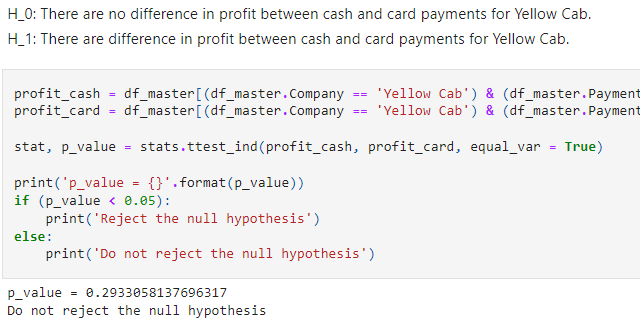 H_0: There are no difference in profit between cash and card payments for Yellow Cab.
H_1: There are difference in profit between cash and card payments for Yellow Cab.
profit_cash = df_master[(df_master.Company == 'Yellow Cab') & (df_master.Payment
profit_card = df_master[(df_master.Company == 'Yellow Cab') & (df_master.Payment
stat, p_value = stats.ttest_ind(profit_cash, profit_card, equal_var = True)
print('p_value = {}'.format(p_value))
if (p_value < 0.05):
    print('Reject the null hypothesis')
else:
    print('Do not reject the null hypothesis')
p_value = 0.2933058137696317
Do not reject the null hypothesis